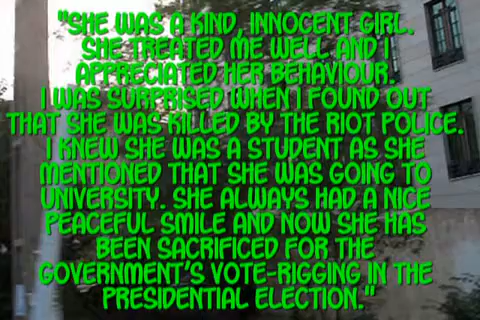 "SHE WAS A KIND, INNOCENT GIRL.
SHE TREATED ME WELL AND I
APPRECIATED HER BEHAVIOUR.
I WAS SURPRISED WHEN I FOUND OUT
THAT SHE WAS KILLED BY THE RIOT POLICE.
I KNEW SHE WAS A STUDENT AS SHE
MENTIONED THAT SHE WAS GOING TO
UNIVERSITY. SHE ALWAYS HAD A NICE
PEACEFUL SMILE AND NOW SHE HAS
BEEN SACRIFICED FOR THE
GOVERNMENT'S VOTE-RIGGING IN THE
PRESIDENTIAL ELECTION."